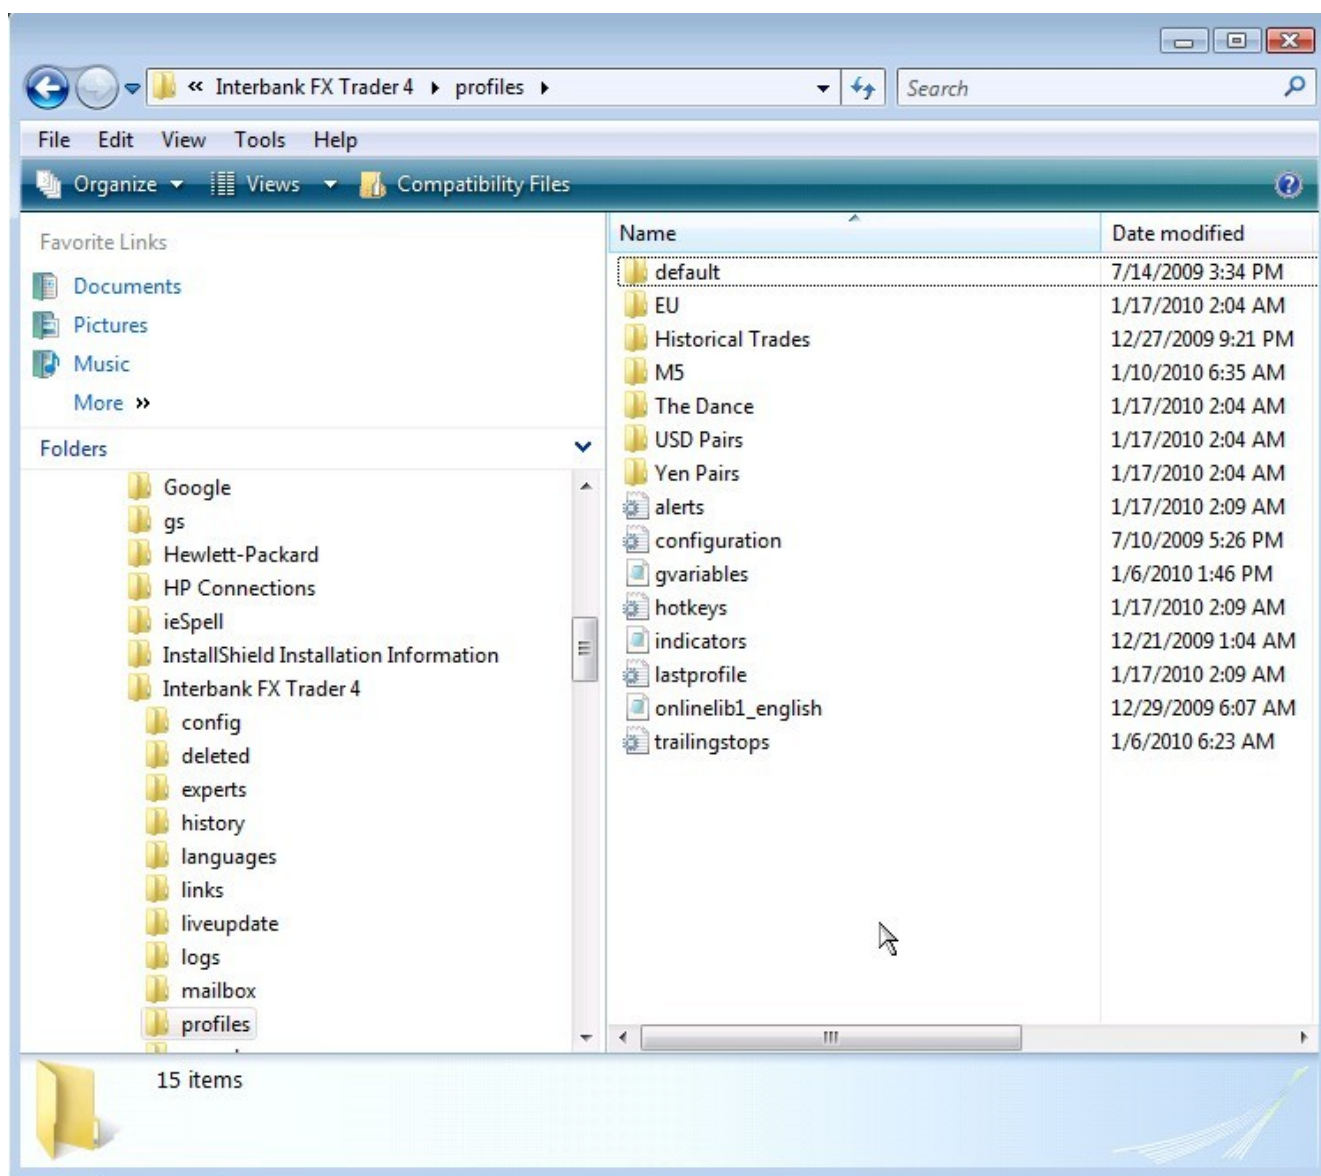 « Interbank FX Trader 4 ▸ profiles ▸ Search
File Edit View Tools Help
Organize Views Compatibility Files
Favorite Links
Documents
Pictures
Music
More »
Folders
Google
gs
Hewlett-Packard
HP Connections
ieSpell
InstallShield Installation Information
Interbank FX Trader 4
config
deleted
experts
history
languages
links
liveupdate
logs
mailbox
profiles
Name Date modified
default 7/14/2009 3:34 PM
EU 1/17/2010 2:04 AM
Historical Trades 12/27/2009 9:21 PM
M5 1/10/2010 6:35 AM
The Dance 1/17/2010 2:04 AM
USD Pairs 1/17/2010 2:04 AM
Yen Pairs 1/17/2010 2:04 AM
alerts 1/17/2010 2:09 AM
configuration 7/10/2009 5:26 PM
gvariables 1/6/2010 1:46 PM
hotkeys 1/17/2010 2:09 AM
indicators 12/21/2009 1:04 AM
lastprofile 1/17/2010 2:09 AM
onlinelib1_english 12/29/2009 6:07 AM
trailingstops 1/6/2010 6:23 AM
15 items